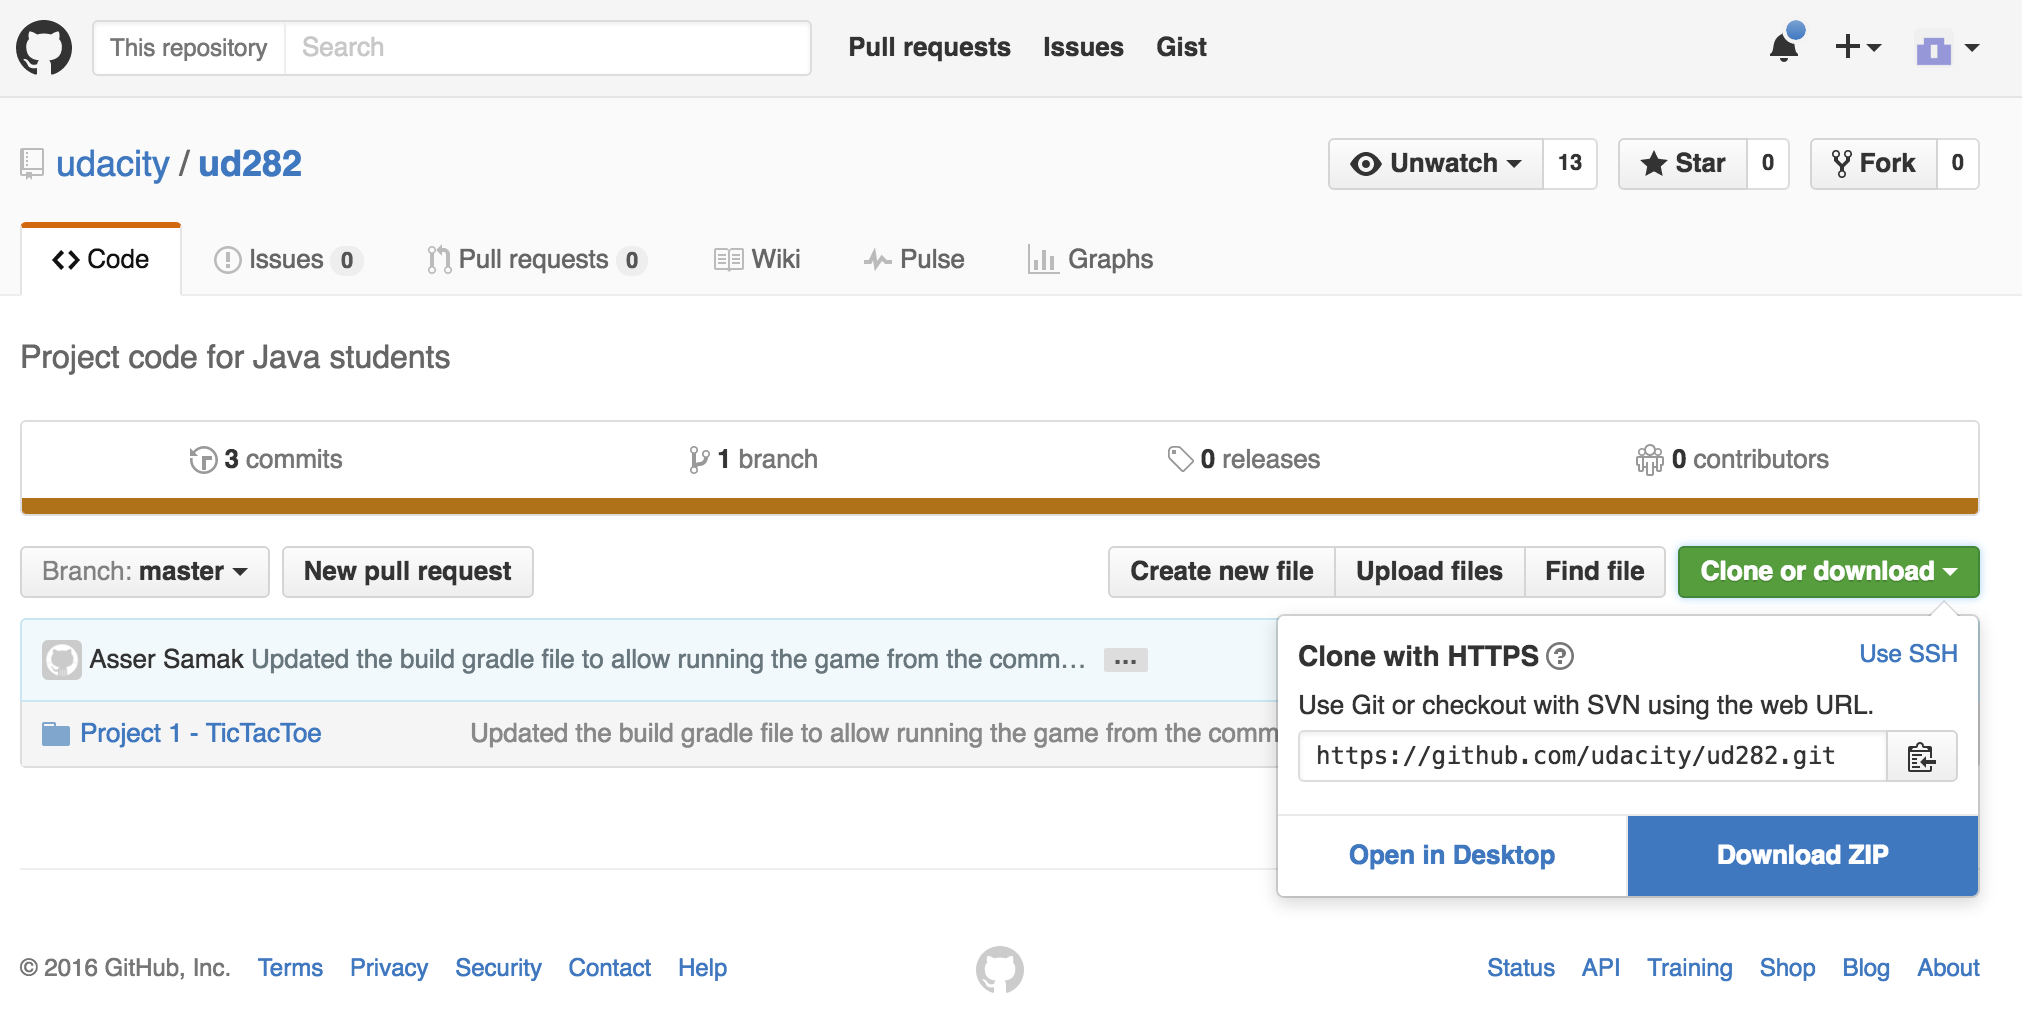 This repository Search Pull requests Issues Gist
udacity / ud282 Unwatch 13 Star 0 Fork 0
Code Issues 0 Pull requests 0 Wiki Pulse Graphs
Project code for Java students
3 commits 1 branch 0 releases 0 contributors
Branch: master New pull request Create new file Upload files Find file Clone or download
Asser Samak Updated the build gradle file to allow running the game from the comm… …
Project 1 - TicTacToe Updated the build gradle file to allow running the game from the comm
Clone with HTTPS ? Use SSH
Use Git or checkout with SVN using the web URL.
https://github.com/udacity/ud282.git
Open in Desktop Download ZIP
© 2016 GitHub, Inc. Terms Privacy Security Contact Help Status API Training Shop Blog About